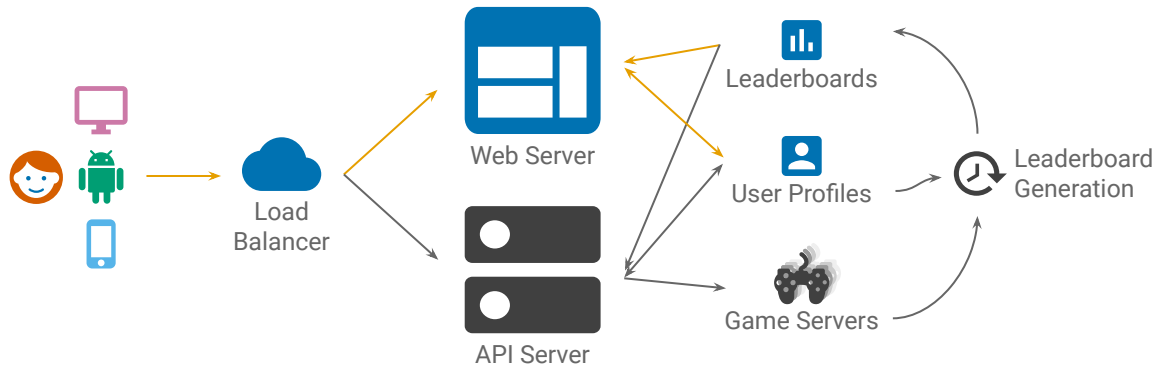 Load
Balancer
Web Server
API Server
Leaderboards
User Profiles
Game Servers
Leaderboard
Generation